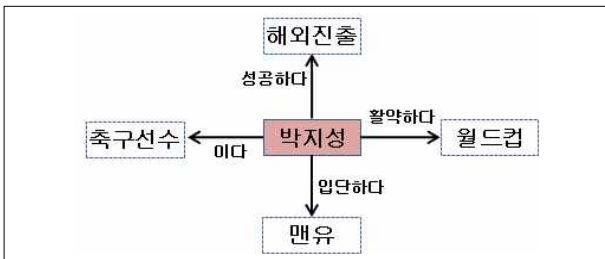 해외진출
성공하다
활약하다
축구선수
박지성
월드컵
이다
입단하다
맨유